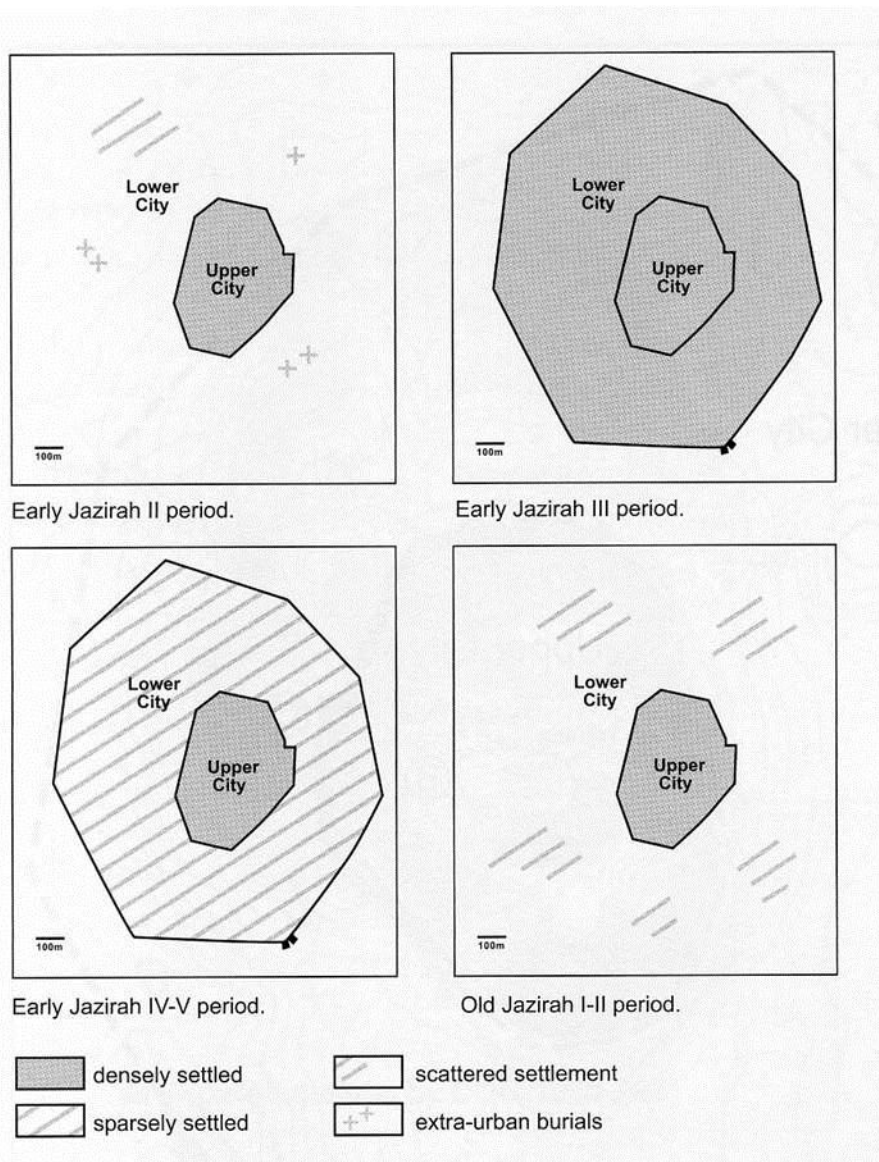 Lower
City
Upper
City
100m
Early Jazirah II period.
Lower
City
Upper
City
100m
Early Jazirah III period.
Lower
City
Upper
City
100m
Early Jazirah IV-V period.
Lower
City
Upper
City
100m
Old Jazirah I-II period.
densely settled
scattered settlement
sparsely settled
extra-urban burials